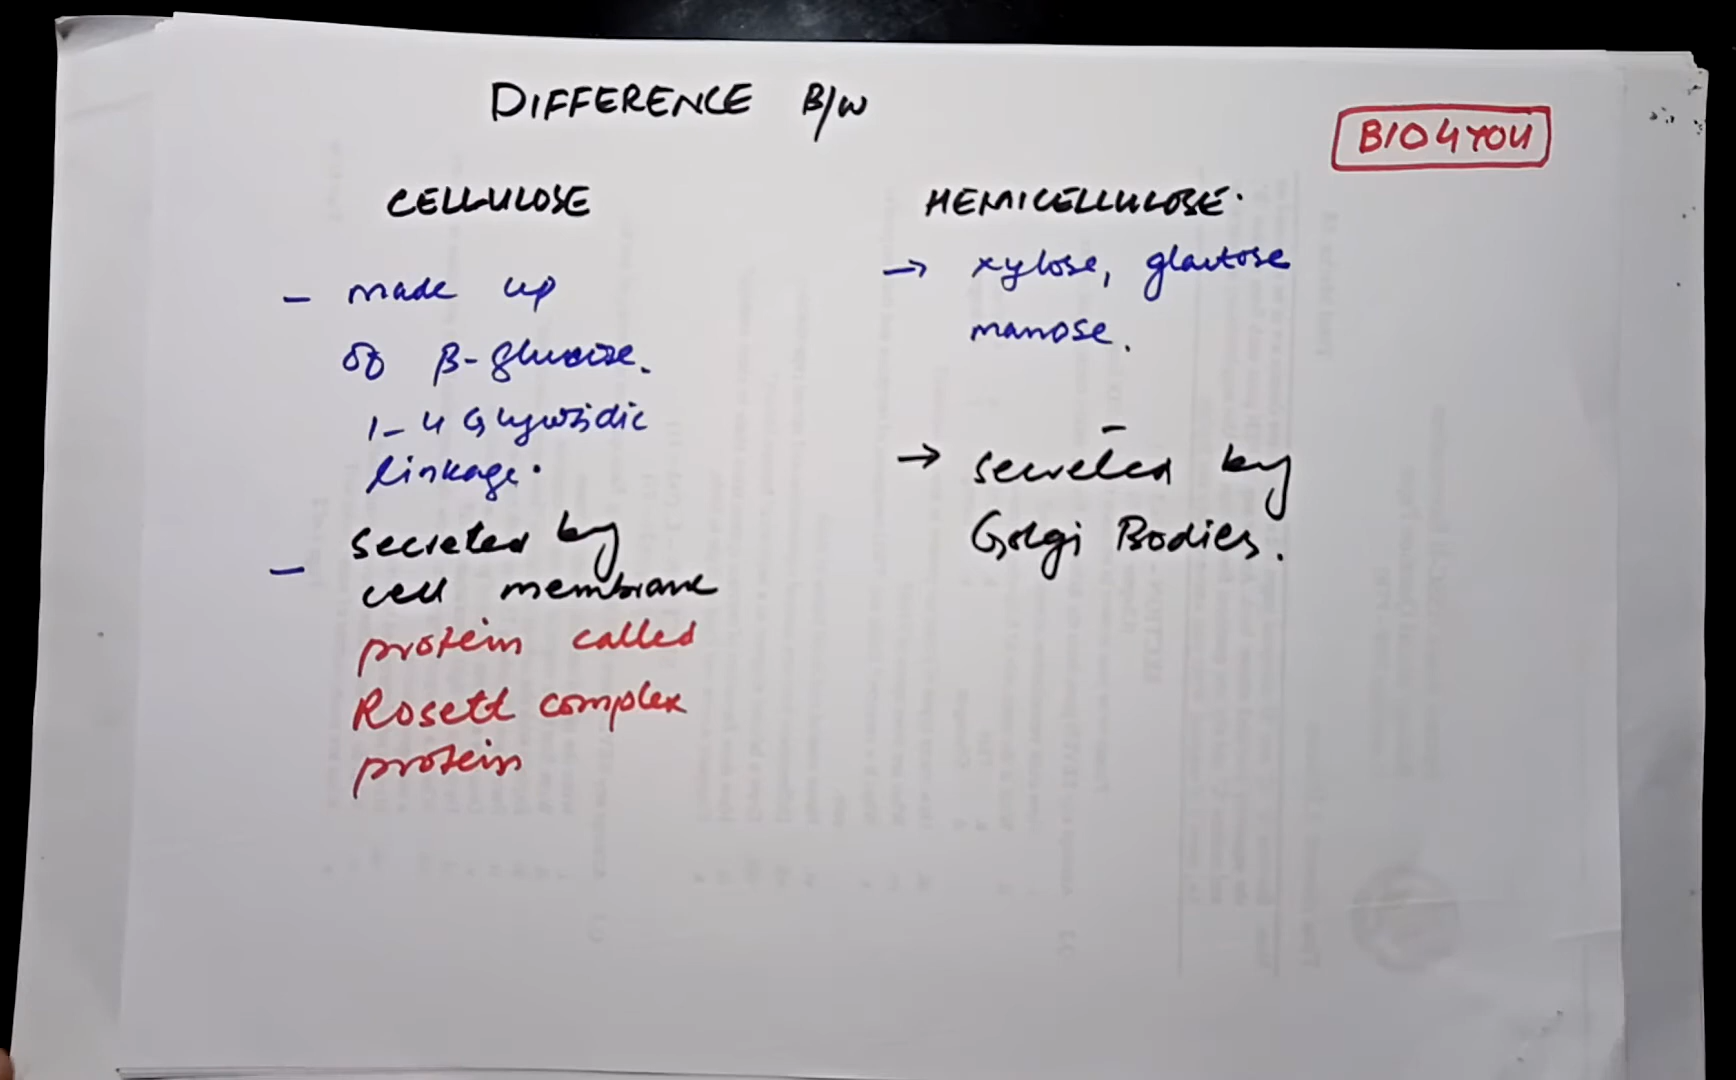 DIFFERENCE B/W
BIO4YOU
CELLULOSE
- made up
of β-glucose.
1-4 Glycosidic
linkage.
- secreted by
cell membrane
protein called
Rosett complex
protein
HEMICELLULOSE.
→ xylose, glactose
manose.
→ secreted by
Golgi Bodies.